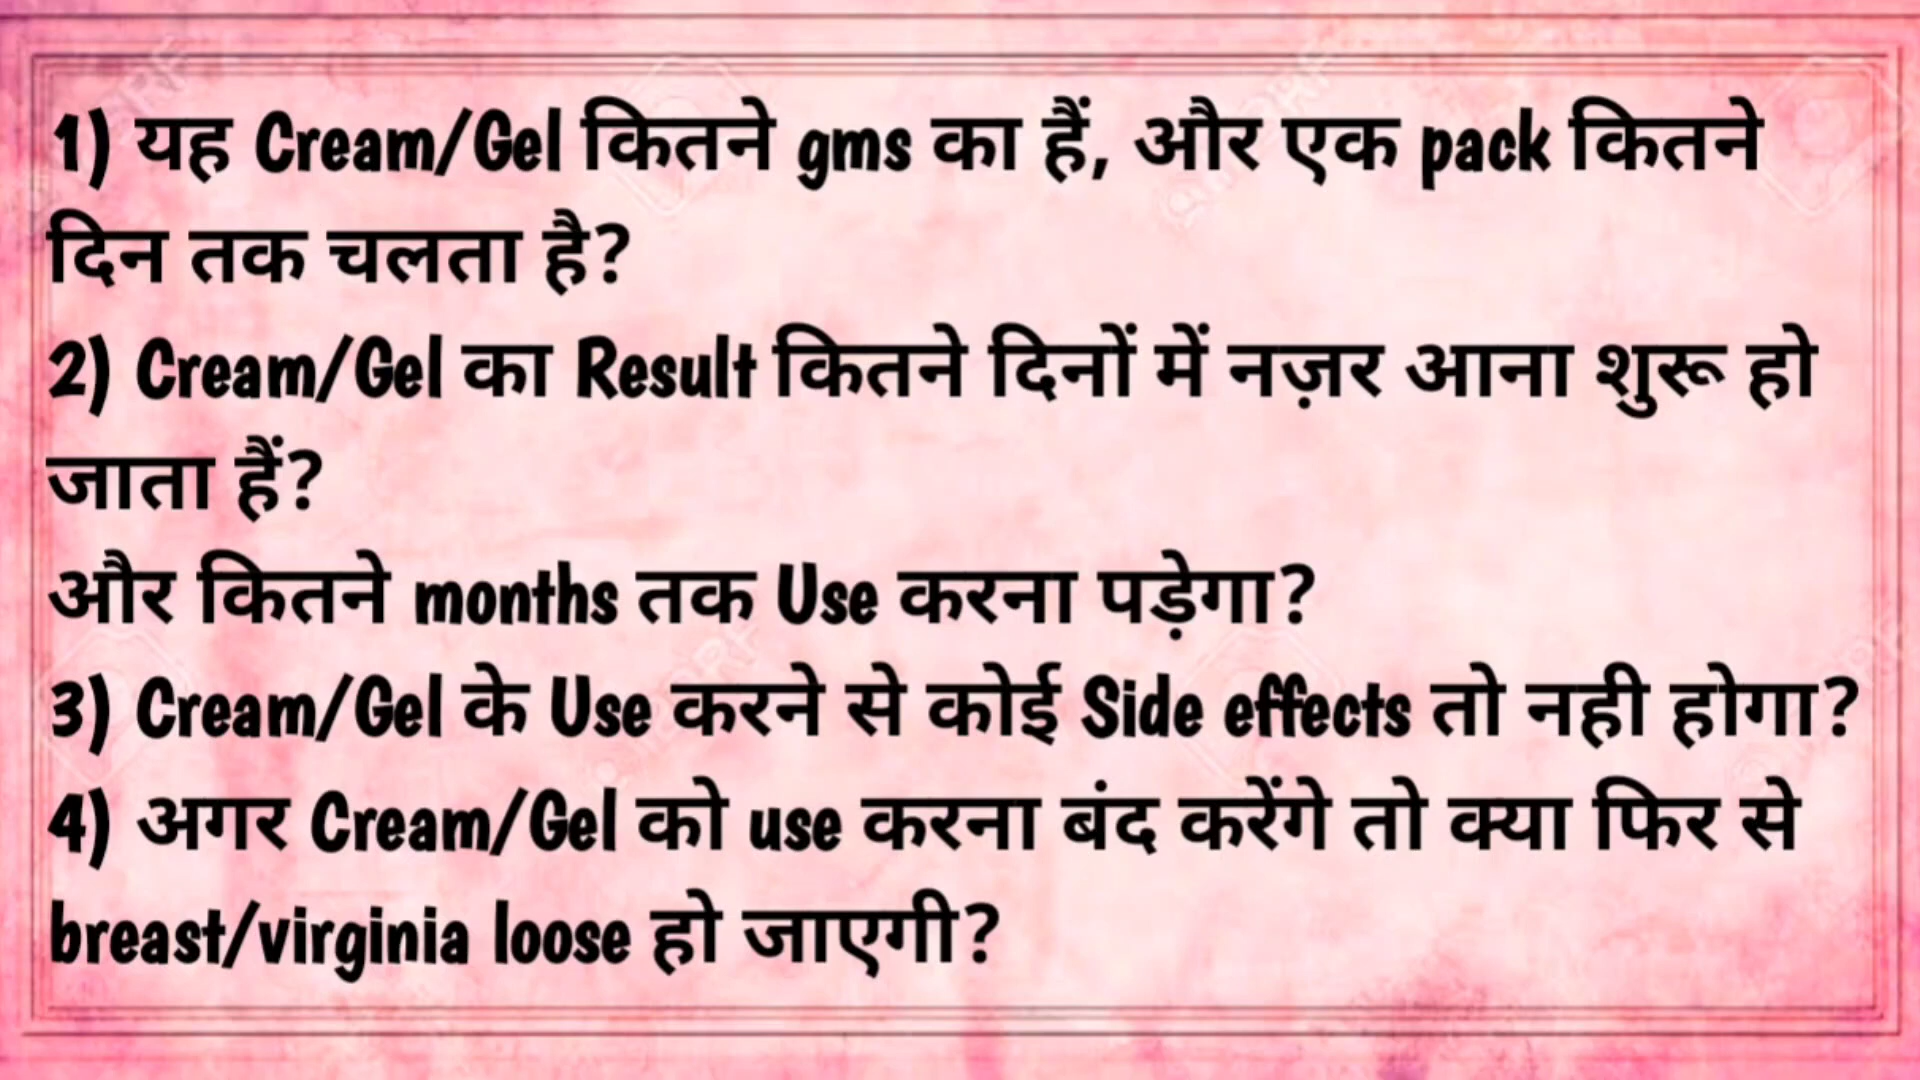 1) यह Cream/Gel कितने gms का हैं, और एक pack कितने
दिन तक चलता है?
2) Cream/Gel का Result कितने दिनों में नज़र आना शुरू हो
जाता हैं?
और कितने months तक Use करना पड़ेगा?
3) Cream/Gel के Use करने से कोई Side effects तो नही होगा?
4) अगर Cream/Gel को use करना बंद करेंगे तो क्या फिर से
breast/virginia loose हो जाएगी?